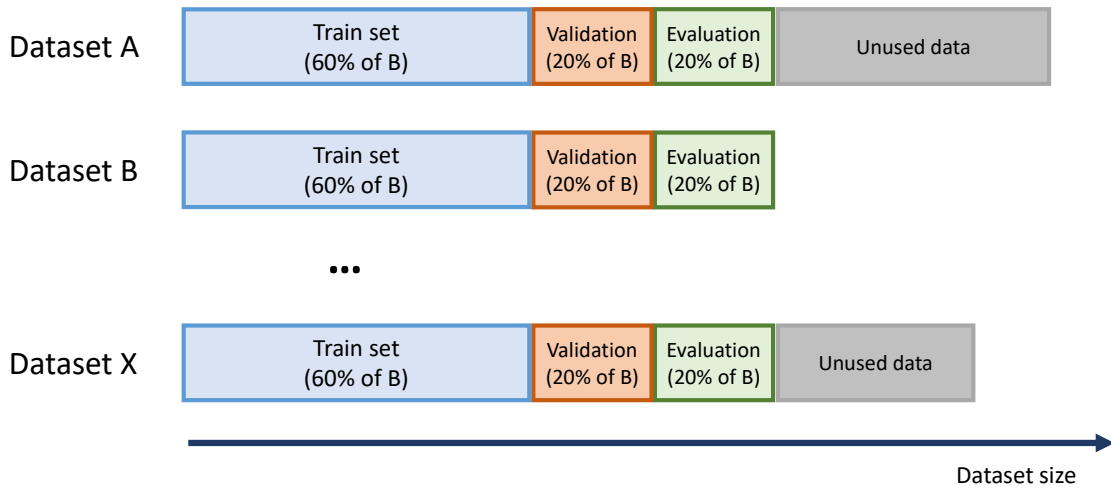 Dataset A
Train set
(60% of B)
Validation
(20% of B)
Evaluation
(20% of B)
Unused data
Dataset B
Train set
(60% of B)
Validation
(20% of B)
Evaluation
(20% of B)
...
Dataset X
Train set
(60% of B)
Validation
(20% of B)
Evaluation
(20% of B)
Unused data
Dataset size